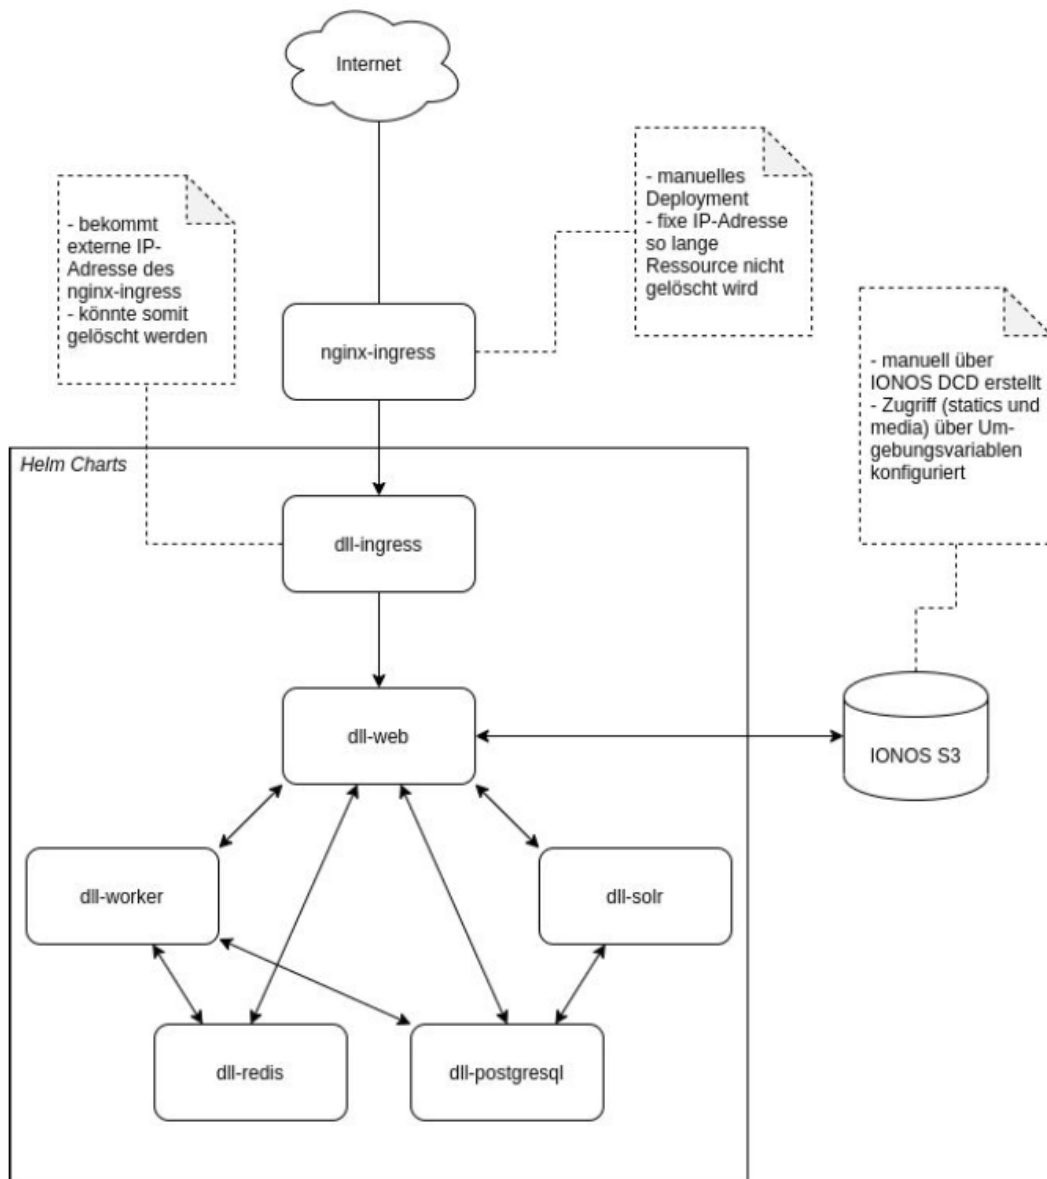 Internet
- manuelles
Deployment
- fixe IP-Adresse
so lange
Ressource nicht
gelöscht wird
- bekommt
externe IP-
Adresse des
nginx-ingress
- könnte somit
gelöscht werden
nginx-ingress
- manuell über
IONOS DCD erstellt
- Zugriff (statics und
media) über Um-
gebungsvariablen
konfiguriert
Helm Charts
dll-ingress
dll-web
IONOS S3
dll-worker
dll-solr
dll-redis
dll-postgresql